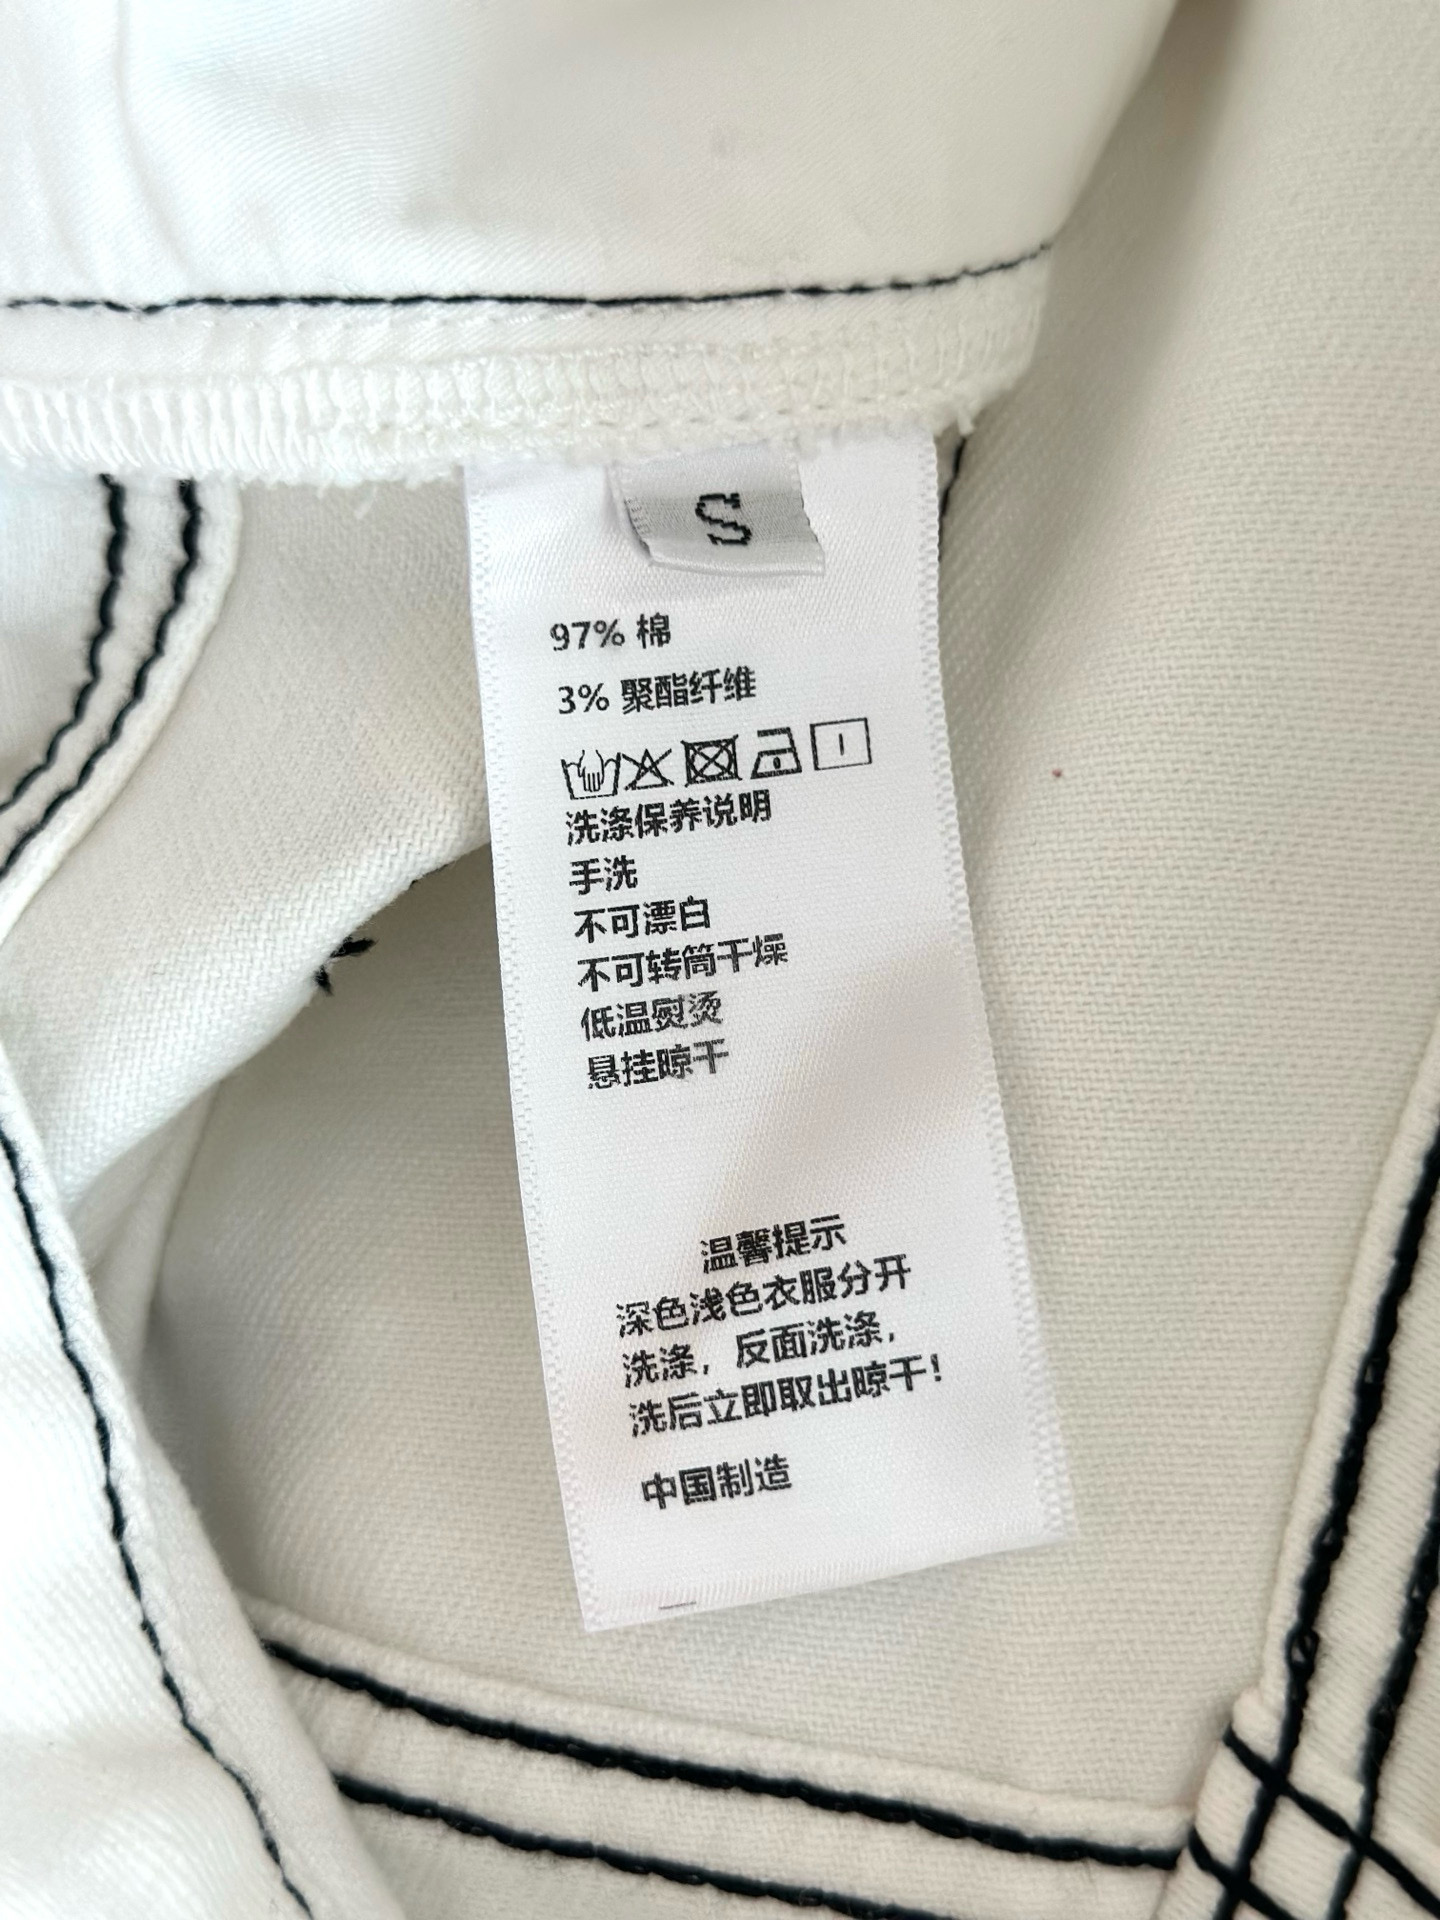 S
97% 棉
3% 聚酯纤维
洗涤保养说明
手洗
不可漂白
不可转筒干燥
低温熨烫
悬挂晾干
温馨提示
深色浅色衣服分开
洗涤，反面洗涤，
洗后立即取出晾干！
中国制造